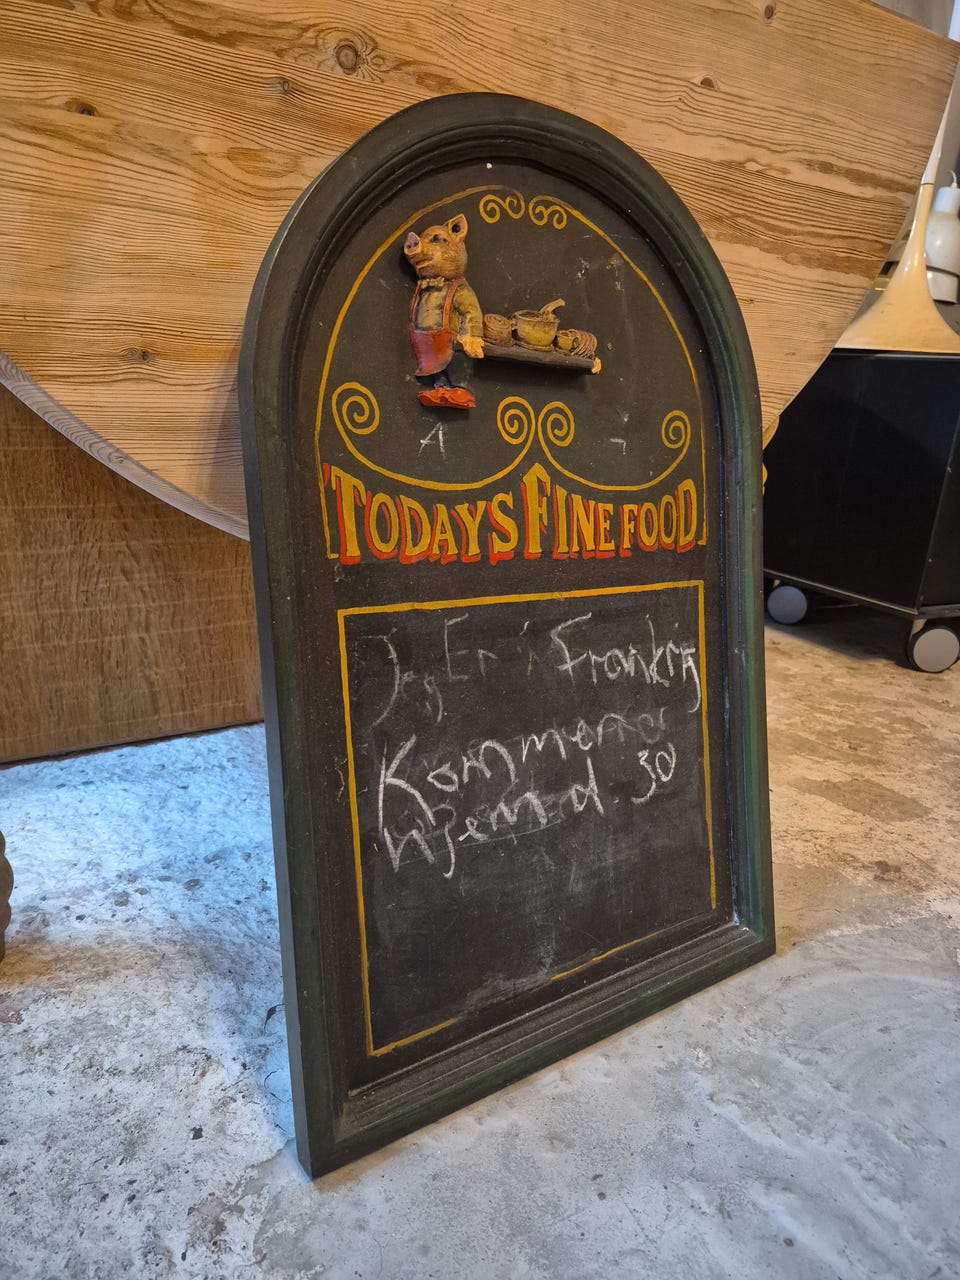 A
TODAYS FINE FOOD
Jeg Er i Frankrig
Kommer
hjem d. 30